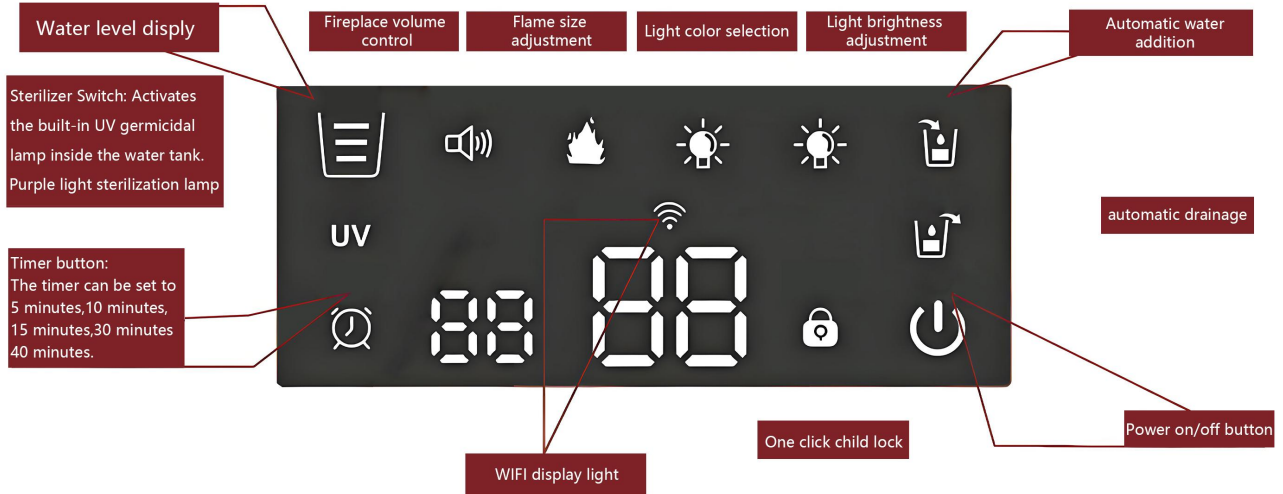 Water level disply
Fireplace volume
control
Flame size
adjustment
Light color selection
Light brightness
adjustment
Automatic water
addition
Sterilizer Switch: Activates
the built-in UV germicidal
lamp inside the water tank.
Purple light sterilization lamp
automatic drainage
UV
Timer button:
The timer can be set to
5 minutes,10 minutes,
15 minutes,30 minutes
40 minutes.
88
88
One click child lock
Power on/off button
WIFI display light